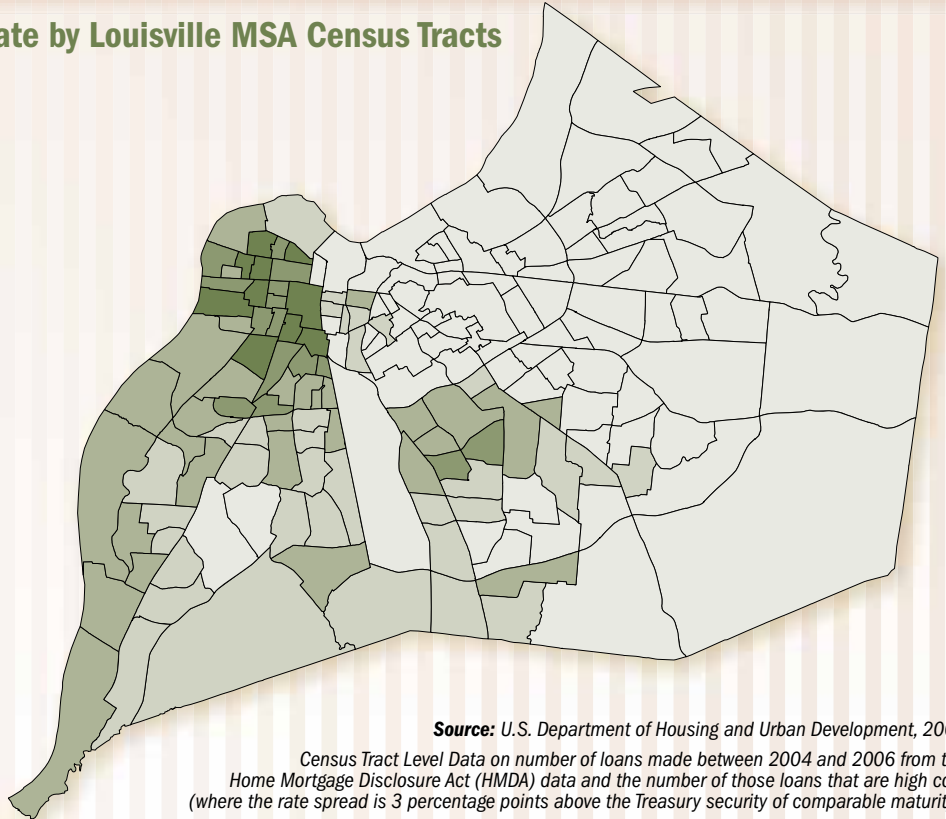 ate by Louisville MSA Census Tracts
Source: U.S. Department of Housing and Urban Development, 20
Census Tract Level Data on number of loans made between 2004 and 2006 from t
Home Mortgage Disclosure Act (HMDA) data and the number of those loans that are high co
(where the rate spread is 3 percentage points above the Treasury security of comparable maturit